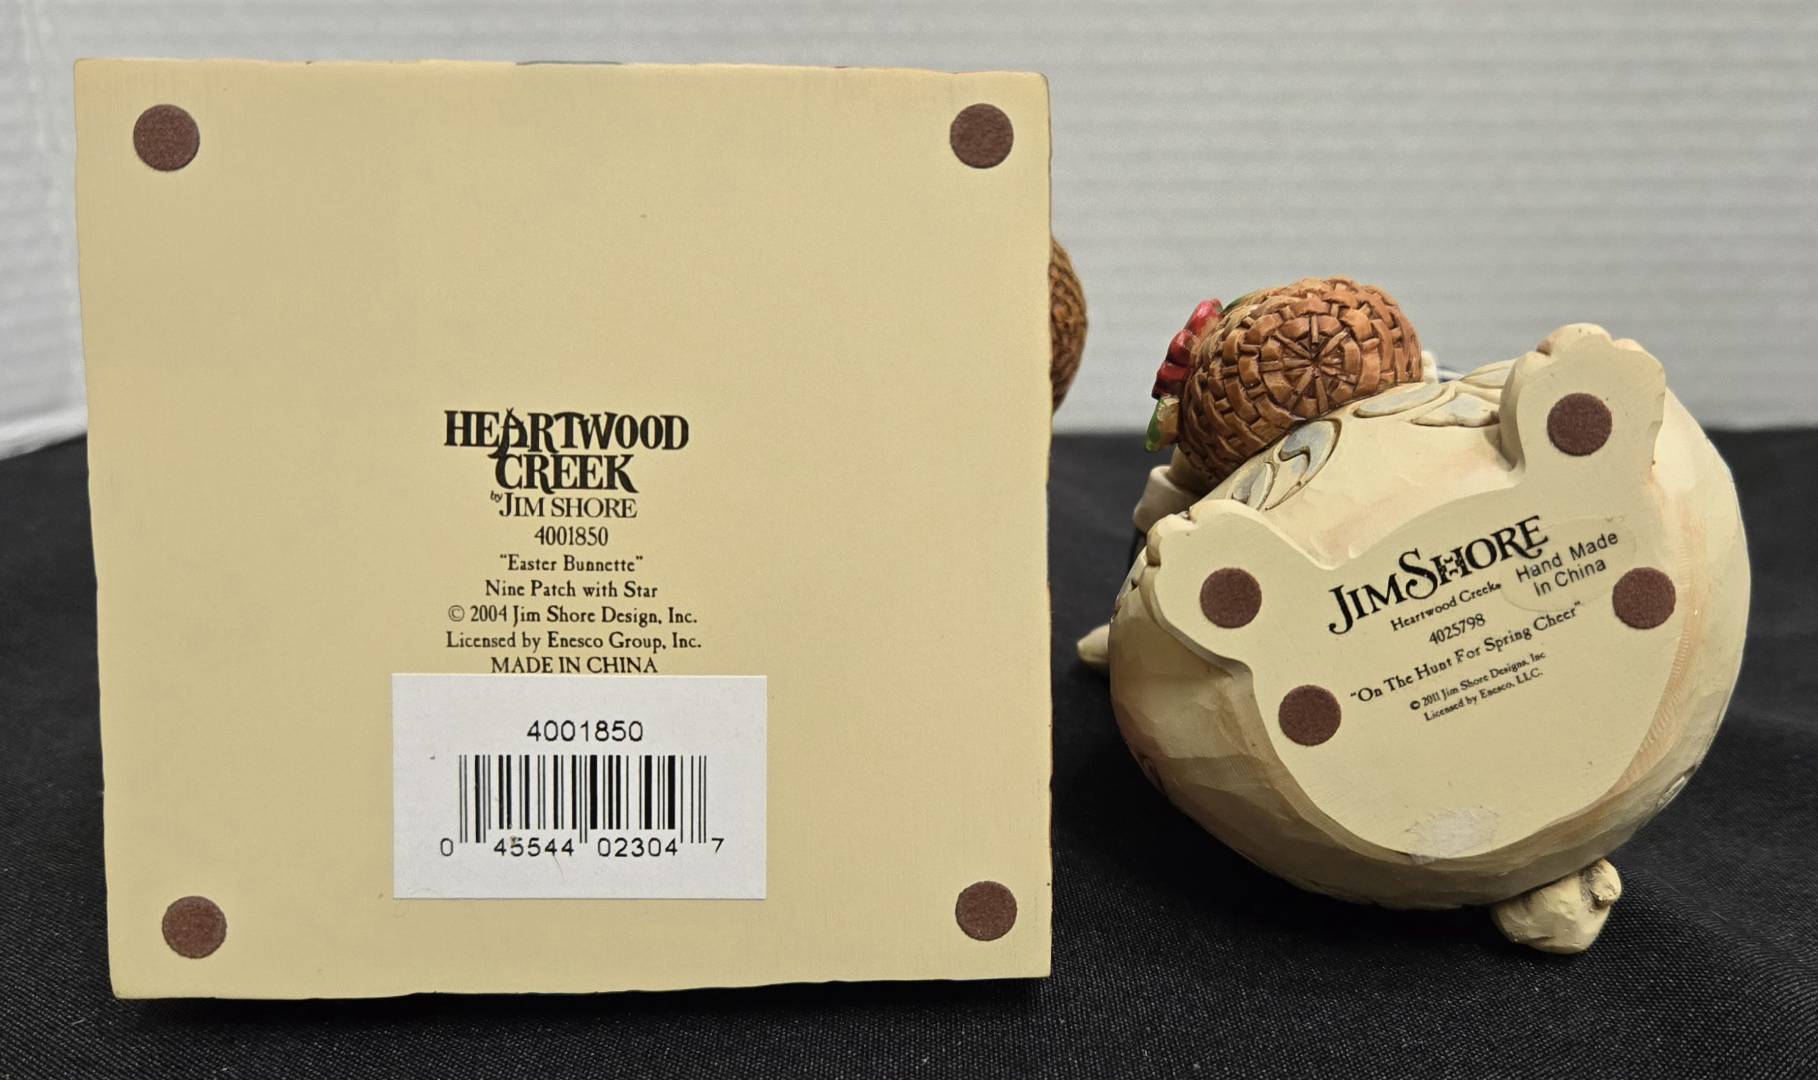 HEARTWOOD
CREEK
by JIM SHORE
4001850
"Easter Bunnette"
Nine Patch with Star
© 2004 Jim Shore Design, Inc.
Licensed by Enesco Group, Inc.
MADE IN CHINA
4001850
0 45544 02304 7
JIM SHORE
Heartwood Creek®
Hand Made
In China
4025798
"On The Hunt For Spring Cheer"
© 2011 Jim Shore Designs, Inc
Licensed by Enesco, LLC.